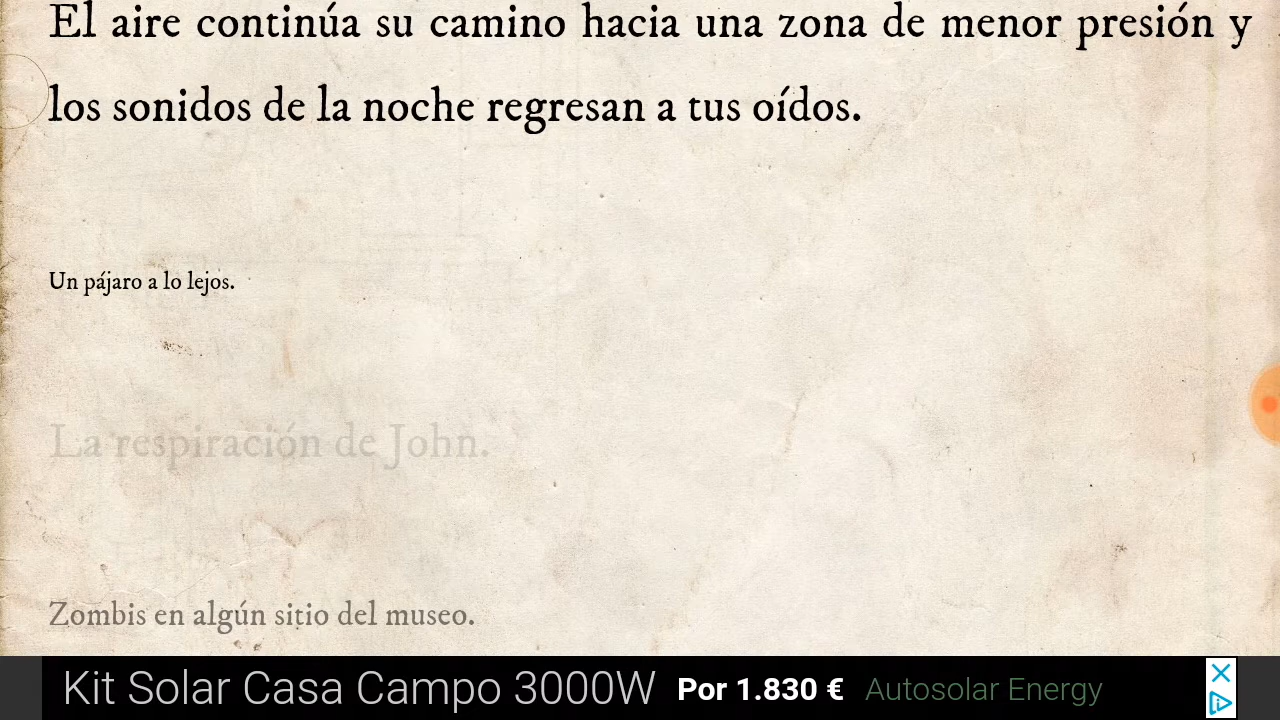 El aire continúa su camino hacia una zona de menor presión y
los sonidos de la noche regresan a tus oídos.
Un pájaro a lo lejos.
La respiración de John.
Zombis en algún sitio del museo.
Kit Solar Casa Campo 3000W Por 1.830 € Autosolar Energy